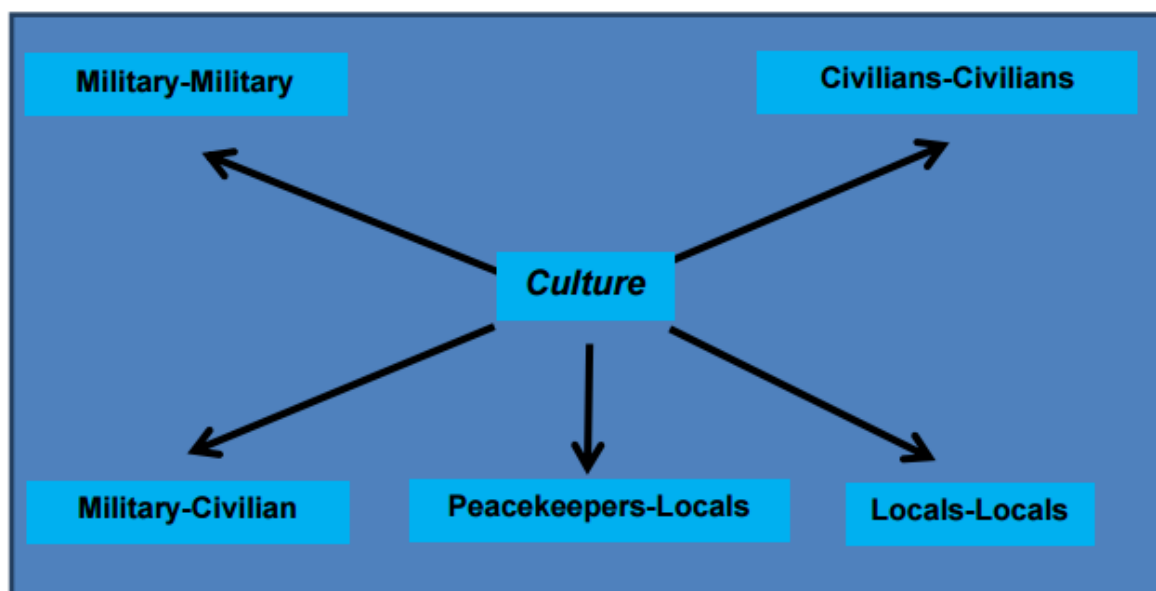 Military-Military
Civilians-Civilians
Culture
Military-Civilian
Peacekeepers-Locals
Locals-Locals